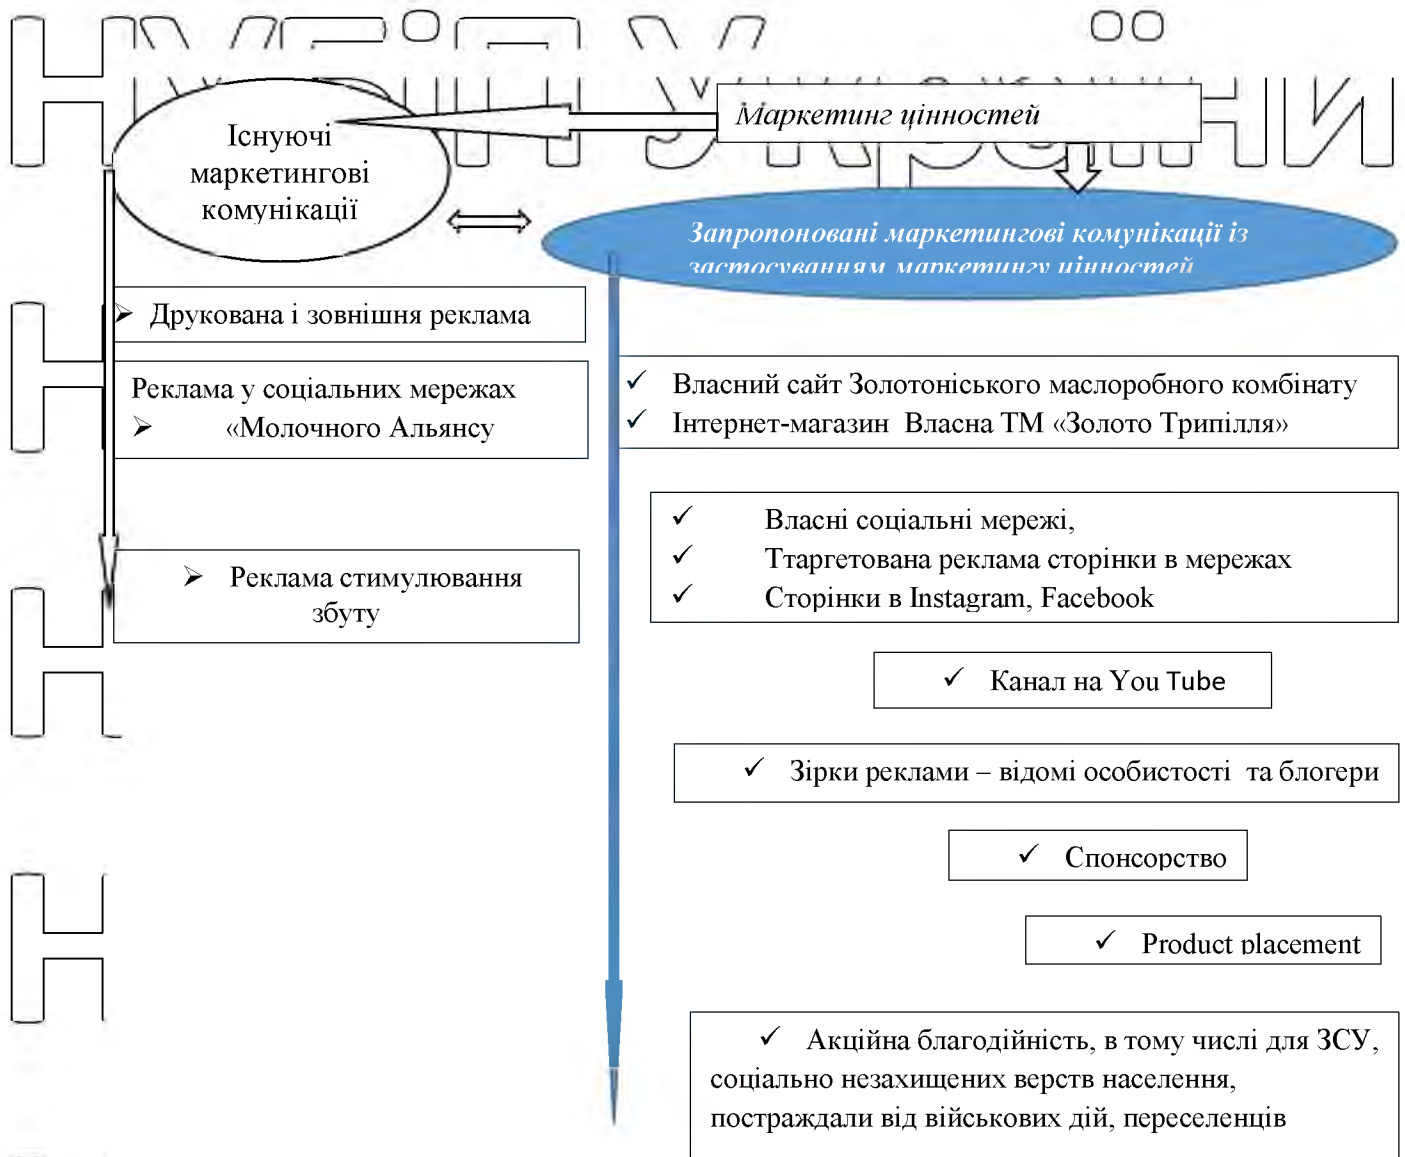 НУБіП України
Маркетинг цінностей
Існуючі
маркетингові
комунікації
Запропоновані маркетингові комунікації із
застосуванням маркетингу цінностей
➢ Друкована і зовнішня реклама
Реклама у соціальних мережах
➢ «Молочного Альянсу
➢ Реклама стимулювання
збуту
✓ Власний сайт Золотоніського маслоробного комбінату
✓ Інтернет-магазин Власна ТМ «Золото Трипілля»
✓ Власні соціальні мережі,
✓ Ттаргетована реклама сторінки в мережах
✓ Сторінки в Instagram, Facebook
✓ Канал на You Tube
✓ Зірки реклами – відомі особистості та блогери
✓ Спонсорство
✓ Product placement
✓ Акційна благодійність, в тому числі для ЗСУ,
соціально незахищених верств населення,
постраждали від військових дій, переселенців
Н
Н
Н